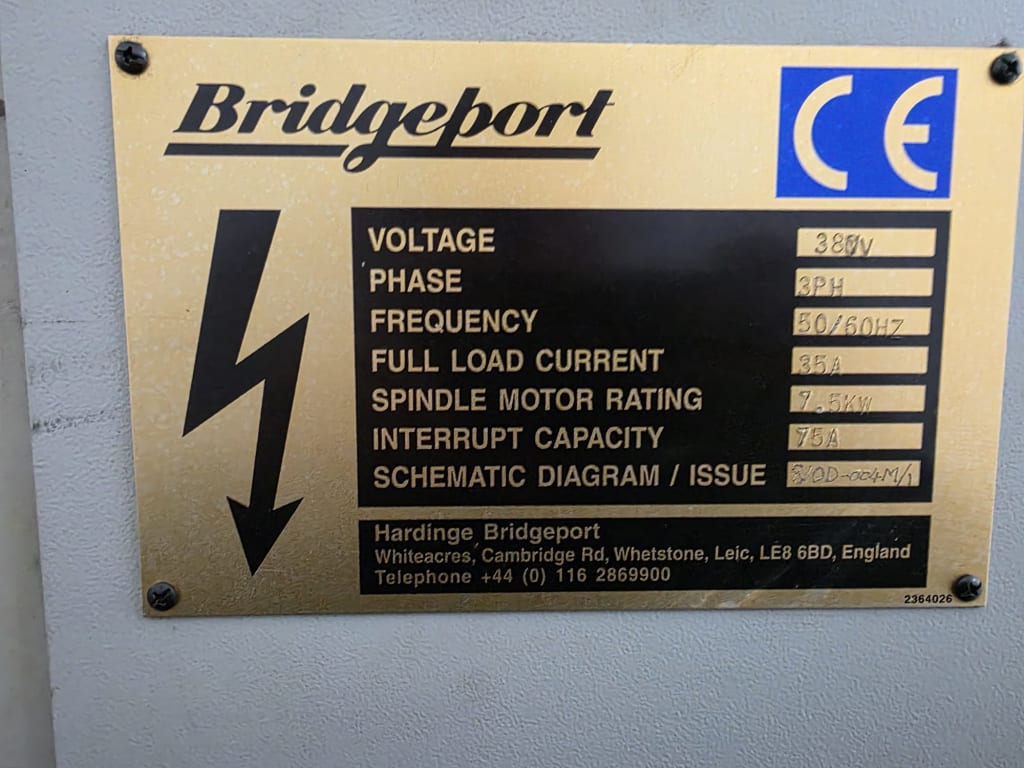 Bridgeport
CE
VOLTAGE 380V
PHASE 3PH
FREQUENCY 50/60HZ
FULL LOAD CURRENT 35A
SPINDLE MOTOR RATING 7.5KW
INTERRUPT CAPACITY 75A
SCHEMATIC DIAGRAM / ISSUE
Hardinge Bridgeport
Whiteacres, Cambridge Rd, Whetstone, Leic, LE8 6BD, England
Telephone +44 (0) 116 2869900
2364026